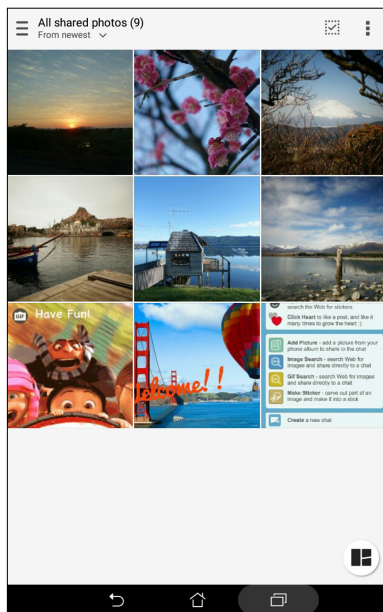 All shared photos (9)
From newest
GIF
Have Fun!
Welcome! !
search the Web for stickers
Click Heart to like a post, and like it
many times to grow the heart :)
Add Picture - add a picture from your
phone album to share to the chat
Image Search - search Web for
images and share directly to a chat
Gif Search - search Web for images
and share directly to a chat
Make Sticker - carve out part of an
image and make it into a stick
Create a new chat